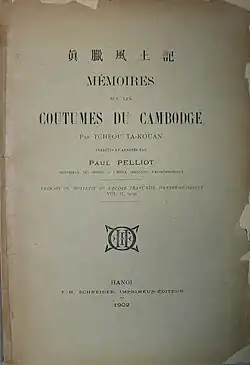 眞臘風土記
MÉMOIRES
SUR LES
COUTUMES DU CAMBODGE
PAR TCHEOU TA-KOUAN
TRADUITS ET ANNOTÉS PAR
PAUL PELLIOT
PROFESSEUR DE CHINOIS À L'ÉCOLE FRANÇAISE D'EXTRÊME-ORIENT
EXTRAIT DU BULLETIN DE L'ÉCOLE FRANÇAISE D'EXTRÊME-ORIENT
VOL. II, 1902
HANOI
F.-H. SCHNEIDER, IMPRIMEUR-ÉDITEUR
1902